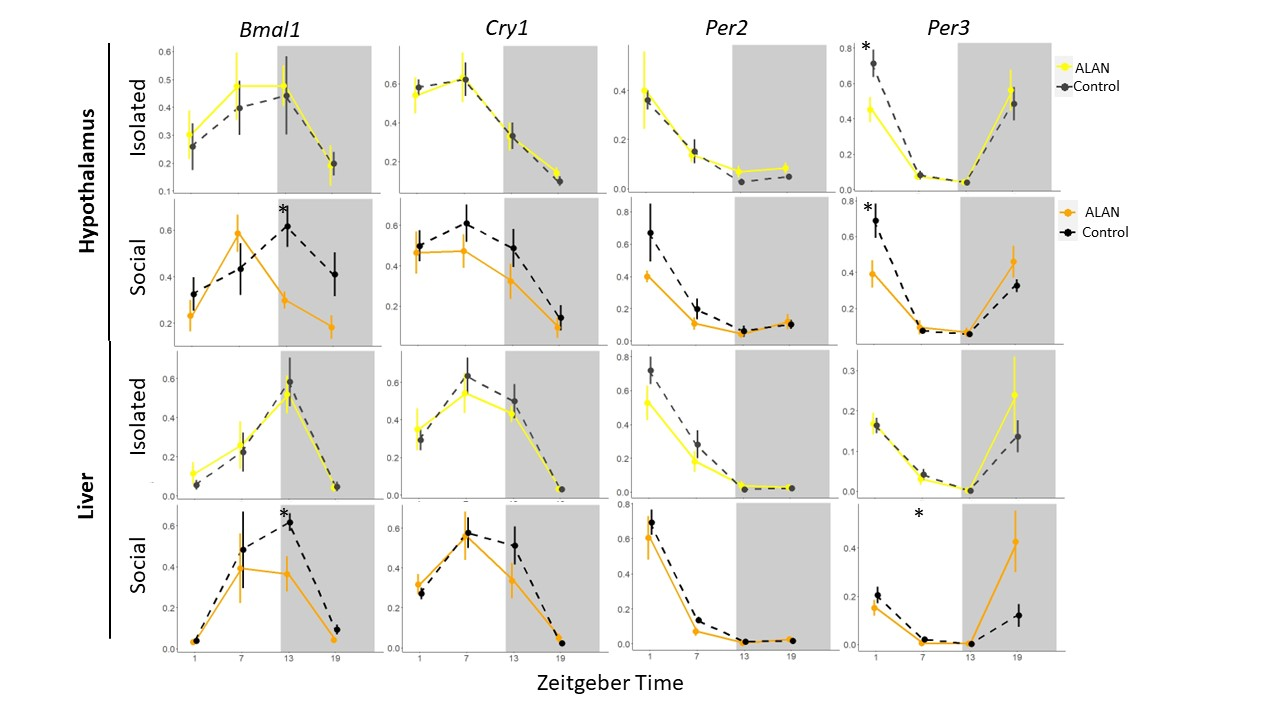 Bmal1 Cry1 Per2 Per3
Hypothalamus
Isolated
0.6 0.5 0.4 0.3 0.2 0.1
0.6 0.4 0.2
0.4 0.2 0.0
0.8 0.6 0.4 0.2 0.0
*
ALAN
Control
Social
0.6 0.4 0.2
*
0.6 0.4 0.2
0.8 0.6 0.4 0.2 0.0
0.8 0.6 0.4 0.2
*
ALAN
Control
Liver
Isolated
0.6 0.4 0.2 0.0
0.6 0.4 0.2 0.0
0.8 0.6 0.4 0.2 0.0
0.3 0.2 0.1 0.0
Social
0.6 0.4 0.2 0.0
*
0.6 0.4 0.2 0.0
0.8 0.6 0.4 0.2 0.0
0.4 0.2 0.0
*
1 7 13 19 1 7 13 19 1 7 13 19 1 7 13 19
Zeitgeber Time